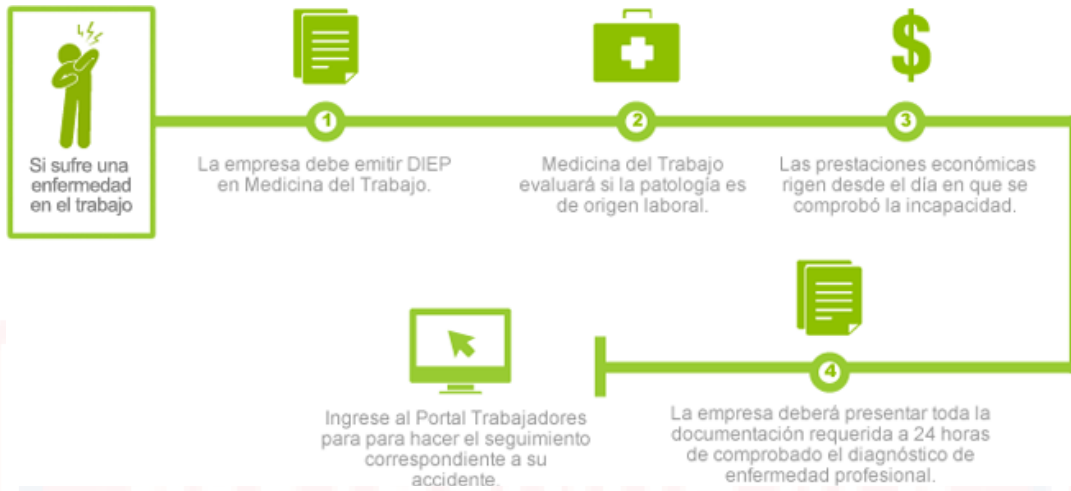 Si sufre una
enfermedad
en el trabajo
1
La empresa debe emitir DIEP
en Medicina del Trabajo.
2
Medicina del Trabajo
evaluará si la patología es
de origen laboral.
$
3
Las prestaciones económicas
rigen desde el día en que se
comprobó la incapacidad.
4
La empresa deberá presentar toda la
documentación requerida a 24 horas
de comprobado el diagnóstico de
enfermedad profesional.
Ingrese al Portal Trabajadores
para para hacer el seguimiento
correspondiente a su
accidente.